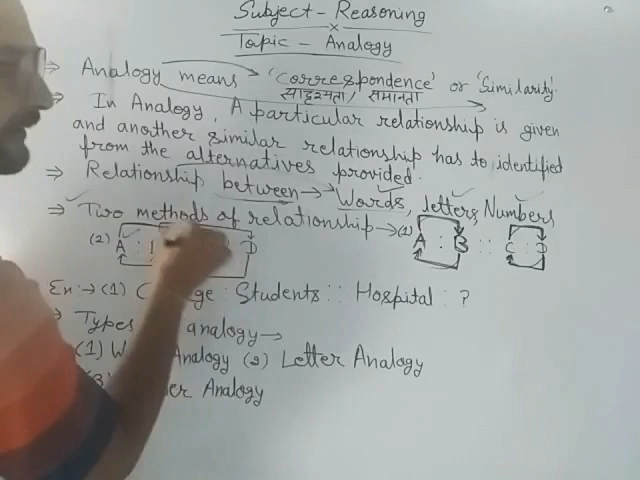 Subject - Reasoning
Topic - Analogy
⇒ Analogy means → 'correspondence' or 'Similarity'.
सादृश्यता / समानता
⇒ In Analogy, A particular relationship is given
and another similar relationship has to identified
from the alternatives provided.
⇒ Relationship between → Words, letters, Numbers
⇒ Two methods of relationship → (1) A : B :: C : D
(2) A : D
Ex:→ (1) Students :: Hospital : ?
⇒ Types analogy →
(1) Analogy (2) Letter Analogy
(3) Analogy